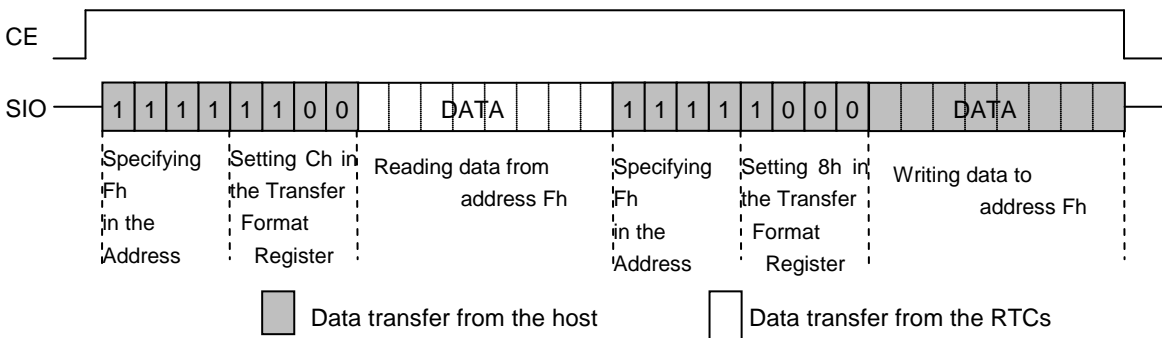 CE
SIO 1 1 1 1 1 1 0 0 DATA 1 1 1 1 1 0 0 0 DATA
Specifying
Fh
in the
Address
Setting Ch in
the Transfer
Format
Register
Reading data from
address Fh
Specifying
Fh
in the
Address
Setting 8h in
the Transfer
Format
Register
Writing data to
address Fh
Data transfer from the host
Data transfer from the RTCs